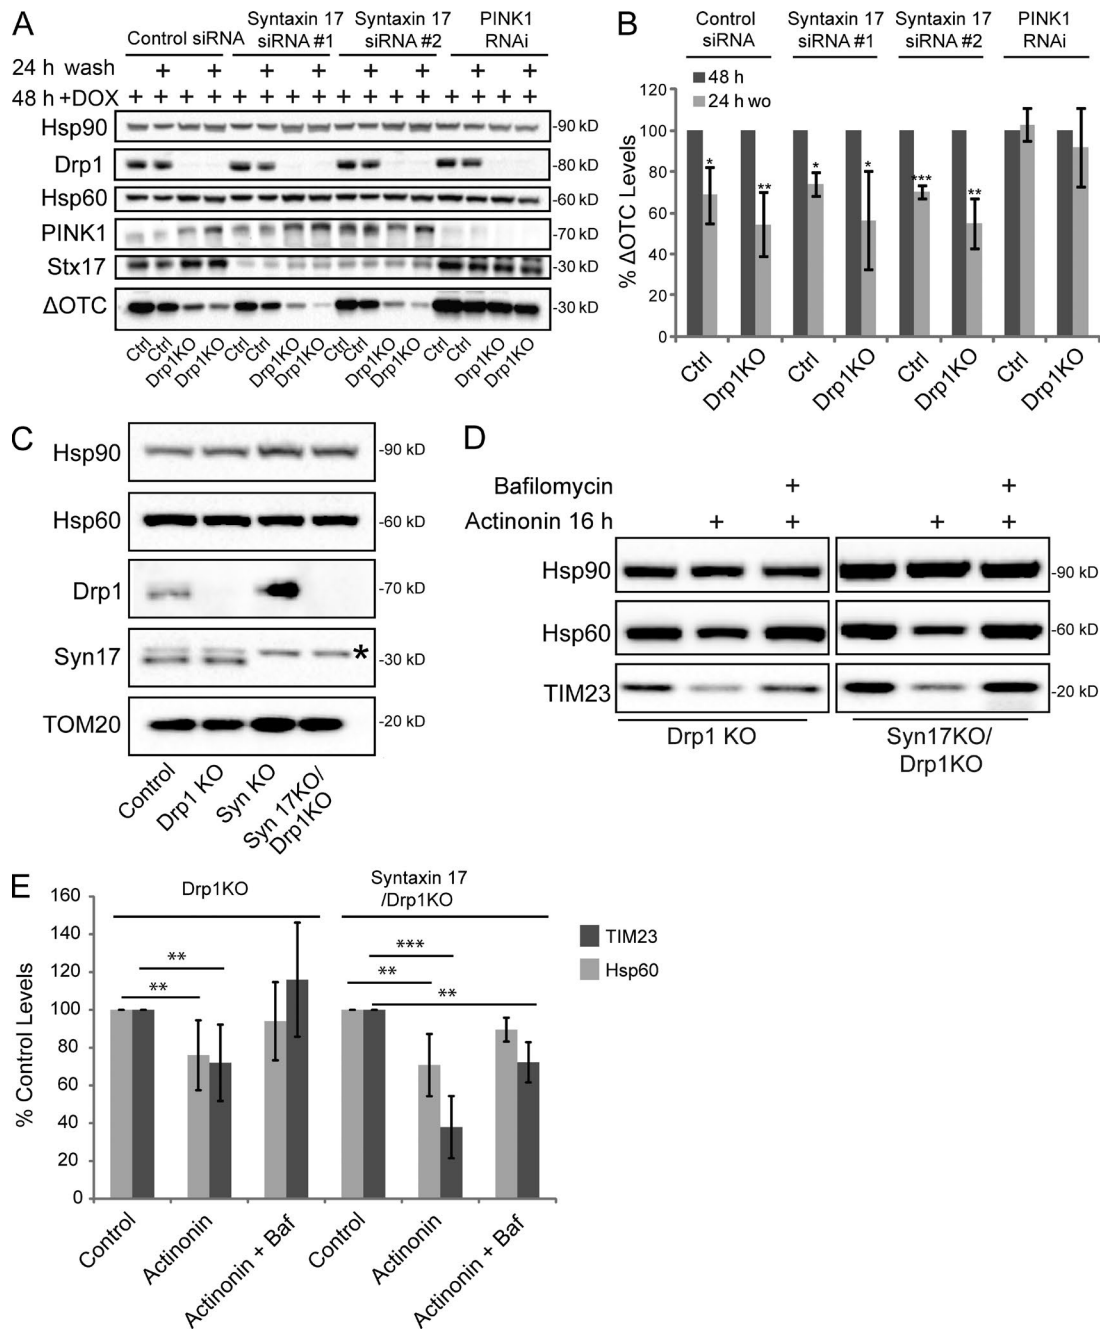 A
Control siRNA
Syntaxin 17
siRNA #1
Syntaxin 17
siRNA #2
PINK1
RNAi
24 h wash + + + + + + + +
48 h +DOX + + + + + + + + + + + + + + + +
Hsp90 -90 kD
Drp1 -80 kD
Hsp60 -60 kD
PINK1 -70 kD
Stx17 -30 kD
ΔOTC -30 kD
Ctrl Ctrl Drp1KO Drp1KO Ctrl Ctrl Drp1KO Drp1KO Ctrl Ctrl Drp1KO Drp1KO Ctrl Ctrl Drp1KO Drp1KO
B
Control
siRNA
Syntaxin 17
siRNA #1
Syntaxin 17
siRNA #2
PINK1
RNAi
48 h
24 h wo
% ΔOTC Levels
120
100
80
60
40
20
0
* ** * * *** **
Ctrl Drp1KO Ctrl Drp1KO Ctrl Drp1KO Ctrl Drp1KO
C
Hsp90 -90 kD
Hsp60 -60 kD
Drp1 -70 kD
Syn17 * -30 kD
TOM20 -20 kD
Control
Drp1 KO
Syn KO
Syn 17KO/
Drp1KO
D
Bafilomycin + +
Actinonin 16 h + + + +
Hsp90 -90 kD
Hsp60 -60 kD
TIM23 -20 kD
Drp1 KO
Syn17KO/
Drp1KO
E
Drp1KO
Syntaxin 17
/Drp1KO
TIM23
Hsp60
% Control Levels
160
140
120
100
80
60
40
20
0
**
**
***
**
**
Control Actinonin Actinonin + Baf Control Actinonin Actinonin + Baf